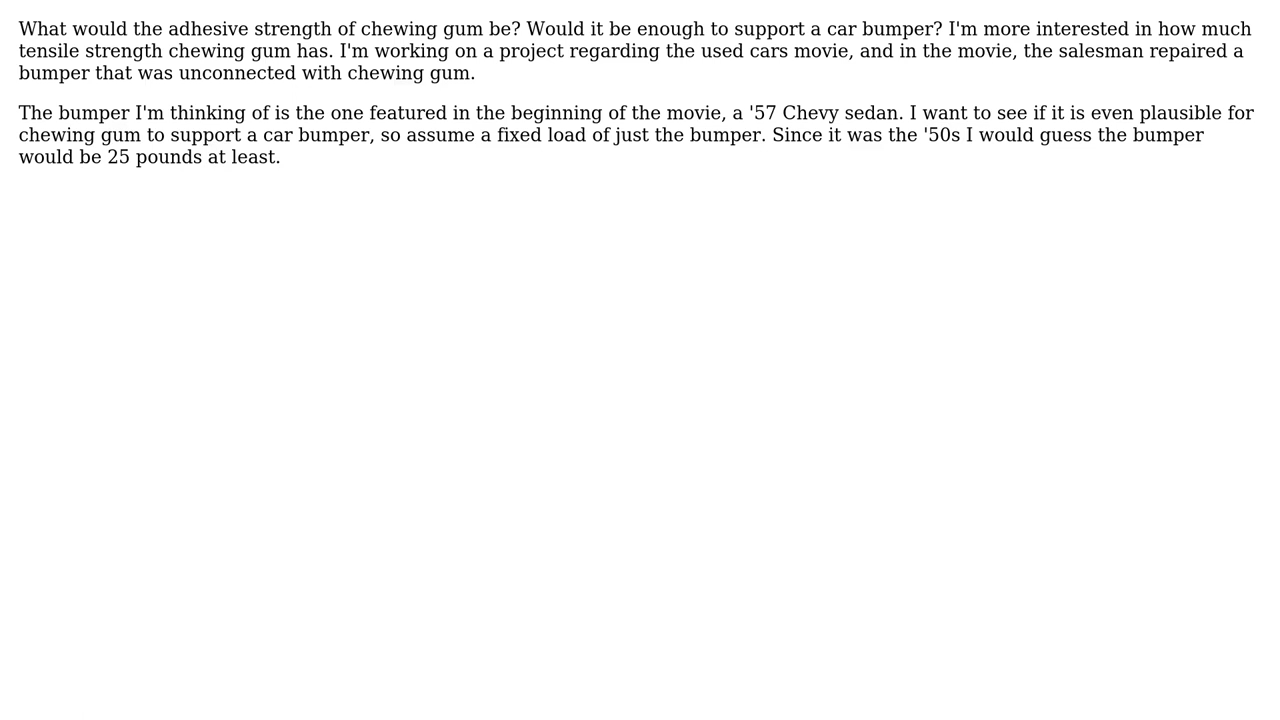 What would the adhesive strength of chewing gum be? Would it be enough to support a car bumper? I'm more interested in how much
tensile strength chewing gum has. I'm working on a project regarding the used cars movie, and in the movie, the salesman repaired a
bumper that was unconnected with chewing gum.
The bumper I'm thinking of is the one featured in the beginning of the movie, a '57 Chevy sedan. I want to see if it is even plausible for
chewing gum to support a car bumper, so assume a fixed load of just the bumper. Since it was the '50s I would guess the bumper
would be 25 pounds at least.